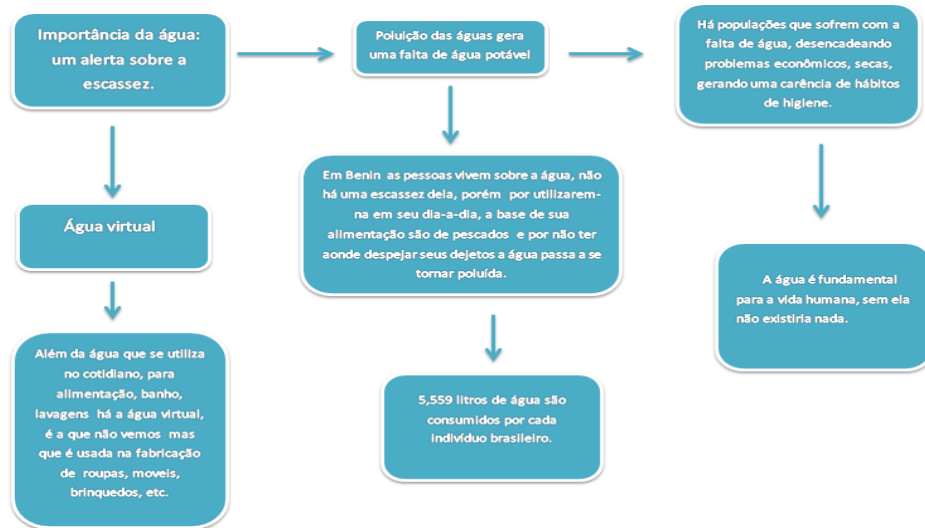 Importância da água:
um alerta sobre a
escassez.
Poluição das águas gera
uma falta de água potável
Há populações que sofrem com a
falta de água, desencadeando
problemas econômicos, secas,
gerando uma carência de hábitos
de higiene.
Água virtual
Em Benin as pessoas vivem sobre a água, não
há uma escassez dela, porém por utilizarem-
na em seu dia-a-dia, a base de sua
alimentação são de pescados e por não ter
aonde despejar seus dejetos a água passa a se
tornar poluída.
A água é fundamental
para a vida humana, sem ela
não existiria nada.
Além da água que se utiliza
no cotidiano, para
alimentação, banho,
lavagens há a água virtual,
é a que não vemos mas
que é usada na fabricação
de roupas, moveis,
brinquedos, etc.
5,559 litros de água são
consumidos por cada
indivíduo brasileiro.